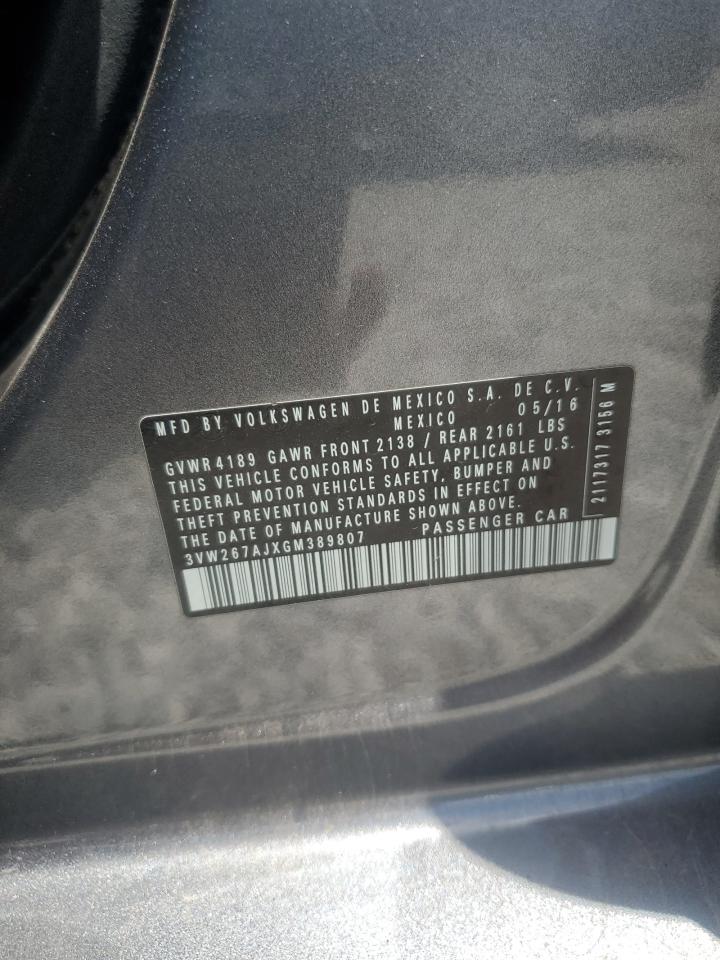 MFD BY VOLKSWAGEN DE MEXICO S.A. DE C.V.
MEXICO 05/16
GVWR 4189 GAWR FRONT 2138 / REAR 2161 LBS
THIS VEHICLE CONFORMS TO ALL APPLICABLE U.S.
FEDERAL MOTOR VEHICLE SAFETY, BUMPER AND
THEFT PREVENTION STANDARDS IN EFFECT ON
THE DATE OF MANUFACTURE SHOWN ABOVE.
3VW267AJXGM389807 PASSENGER CAR
2117317 3156 M